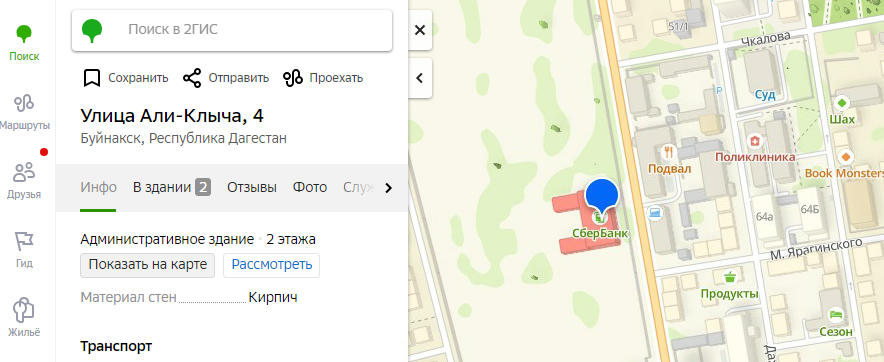 Поиск в 2ГИС
Поиск
Маршруты
Друзья
Гид
Жильё
Сохранить
Отправить
Проехать
Улица Али-Клыча, 4
Буйнакск, Республика Дагестан
Инфо
В здании 2
Отзывы
Фото
Служ
Административное здание · 2 этажа
Показать на карте
Рассмотреть
Материал стен
Кирпич
Транспорт
51/1
Чкалова
Р
Суд
Шах
Поликлиника
Подвал
Book Monsters
СберБанк
64а
64Б
М. Ярагинского
Продукты
Сезон